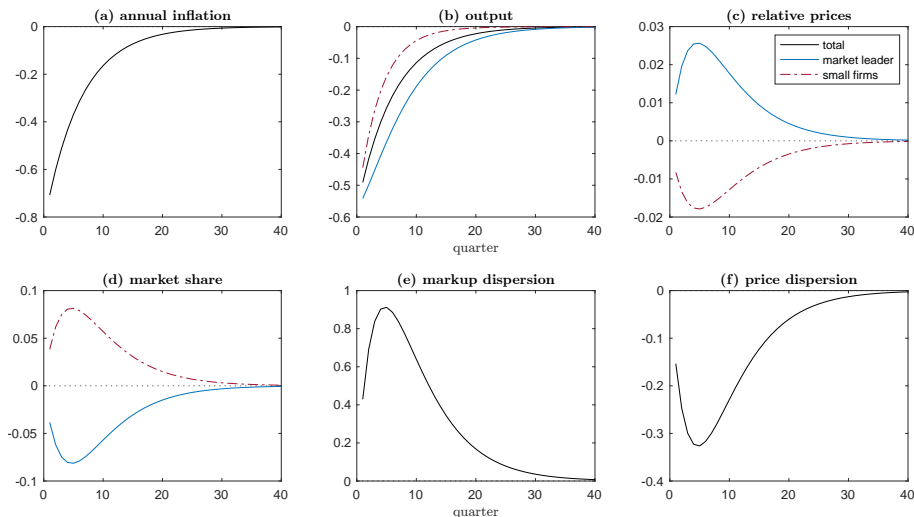 (a) annual inflation
0
-0.2
-0.4
-0.6
-0.8
0 10 20 30 40
(b) output
0
-0.1
-0.2
-0.3
-0.4
-0.5
-0.6
0 10 20 30 40
quarter
(c) relative prices
0.03
0.02
0.01
0
-0.01
-0.02
0 10 20 30 40
total
market leader
small firms
(d) market share
0.1
0.05
0
-0.05
-0.1
0 10 20 30 40
(e) markup dispersion
1
0.8
0.6
0.4
0.2
0
0 10 20 30 40
quarter
(f) price dispersion
0
-0.1
-0.2
-0.3
-0.4
0 10 20 30 40